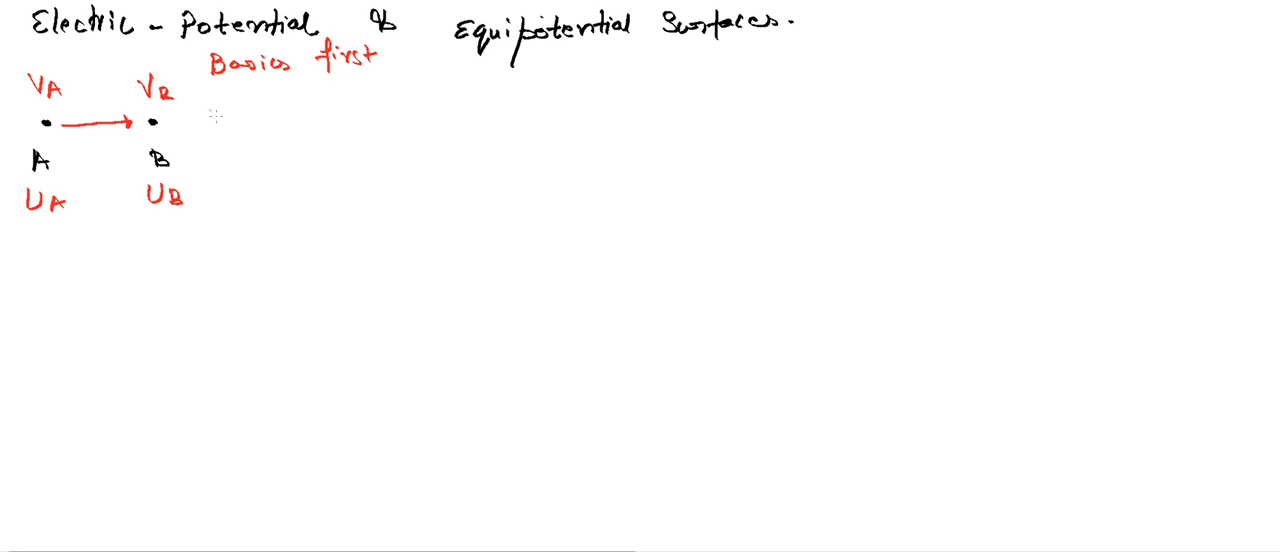 Electric - Potential & Equipotential Surfaces.
Basics first
VA VB
A B
UA UB